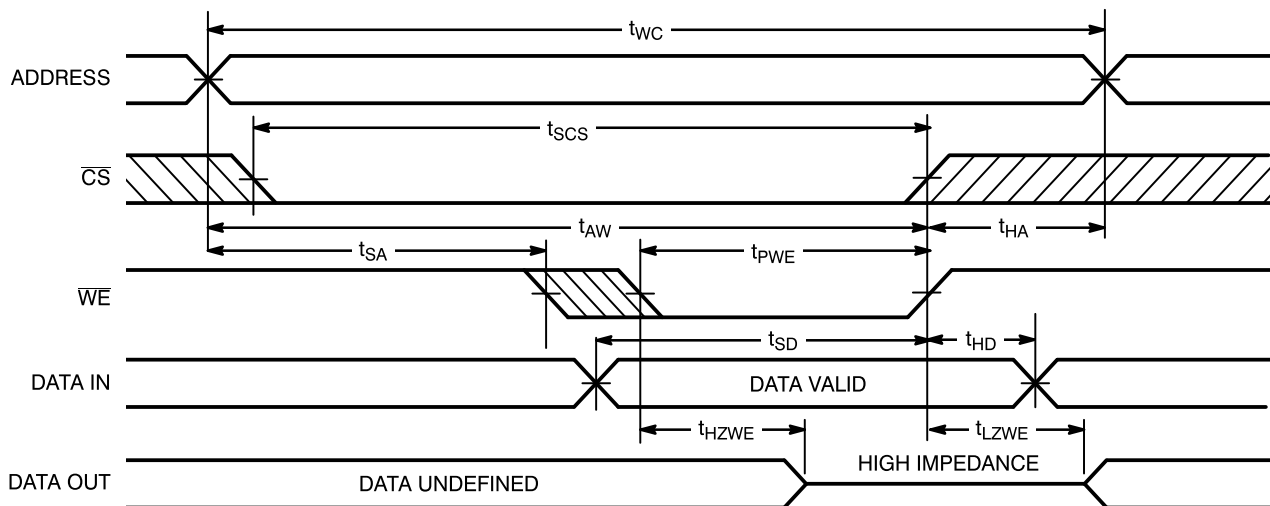 tWC
ADDRESS
tSCS
CS
tAW
tHA
tSA
tPWE
WE
tSD
tHD
DATA IN
DATA VALID
tHZWE
tLZWE
HIGH IMPEDANCE
DATA OUT
DATA UNDEFINED